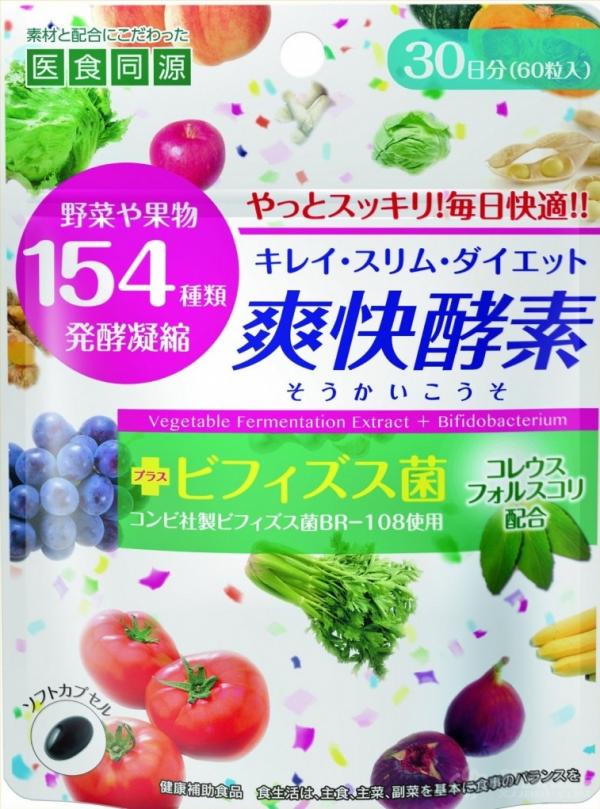 素材と配合にこだわった
医食同源
30日分(60粒入)
野菜や果物
154種類
発酵凝縮
やっとスッキリ!毎日快適!!
キレイ・スリム・ダイエット
爽快酵素
そうかいこうそ
Vegetable Fermentation Extract + Bifidobacterium
プラス
ビフィズス菌
コンビ社製ビフィズス菌BR-108使用
コレウス
フォルスコリ
配合
ソフトカプセル
健康補助食品 食生活は、主食、主菜、副菜を基本に食事のバランスを